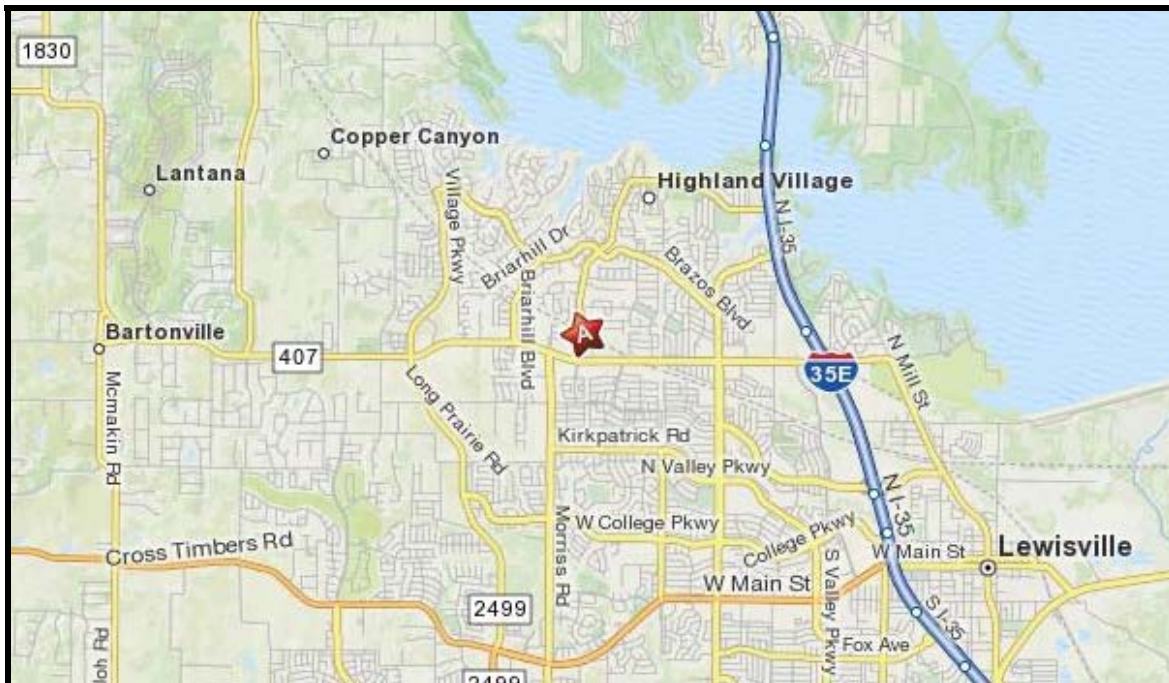 1830
Copper Canyon
Lantana
Highland Village
Village Pkwy
N I-35
Briarhill Dr
Brazos Blvd
Briarhill Blvd
A
Bartonville
407
35E
N Mill St
Long Prairie Rd
Mcmakin Rd
Kirkpatrick Rd
N Valley Pkwy
N I-35
Morriss Rd
W College Pkwy
College Pkwy
Cross Timbers Rd
W Main St
Lewisville
W Main St
S Valley Pkwy
2499
S I-35
Fox Ave
2499